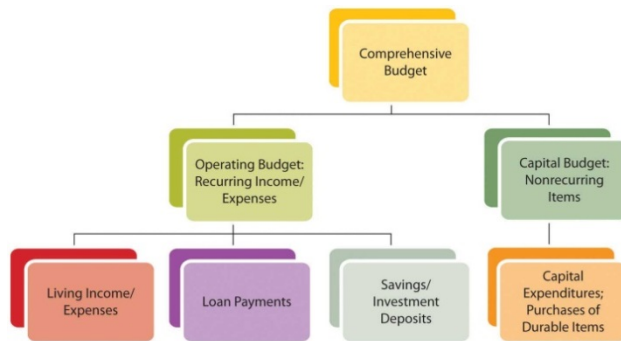 Comprehensive
Budget
Operating Budget:
Recurring Income/
Expenses
Capital Budget:
Nonrecurring
Items
Living Income/
Expenses
Loan Payments
Savings/
Investment
Deposits
Capital
Expenditures;
Purchases of
Durable Items